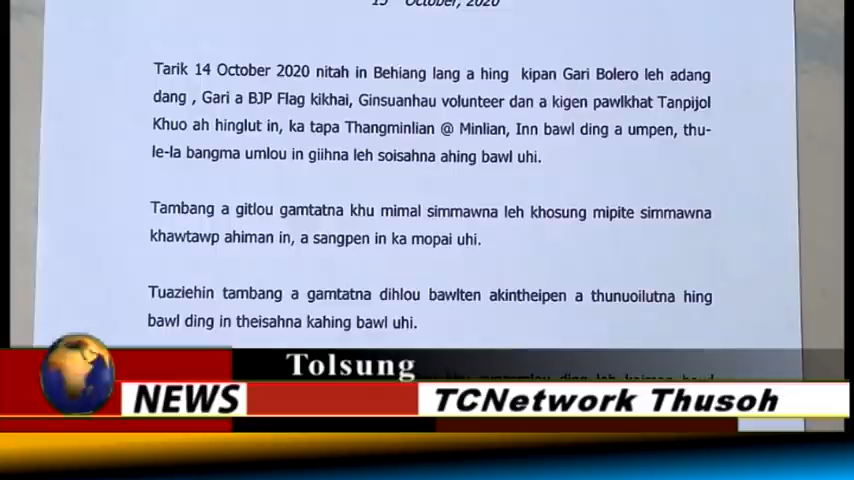 15 October, 2020
Tarik 14 October 2020 nitah in Behiang lang a hing kipan Gari Bolero leh adang
dang , Gari a BJP Flag kikhai, Ginsuanhau volunteer dan a kigen pawlkhat Tanpijol
Khuo ah hinglut in, ka tapa Thangminlian @ Minlian, Inn bawl ding a umpen, thu-
le-la bangma umlou in giihna leh soisahna ahing bawl uhi.
Tambang a gitlou gamtatna khu mimal simmawna leh khosung mipite simmawna
khawtawp ahiman in, a sangpen in ka mopai uhi.
Tuaziehin tambang a gamtatna dihlou bawlten akintheipen a thunuoilutna hing
bawl ding in theisahna kahing bawl uhi.
Tolsung
NEWS
TCNetwork Thusoh